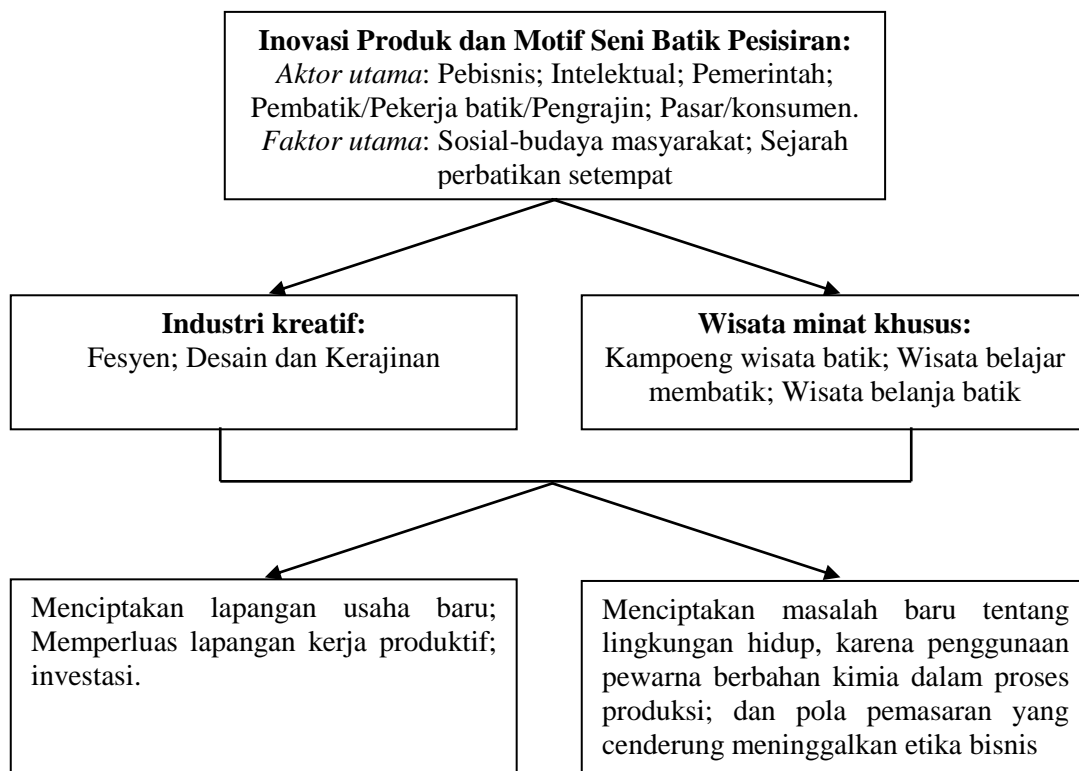 Inovasi Produk dan Motif Seni Batik Pesisiran:
Aktor utama: Pebisnis; Intelektual; Pemerintah;
Pembatik/Pekerja batik/Pengrajin; Pasar/konsumen.
Faktor utama: Sosial-budaya masyarakat; Sejarah
perbatikan setempat
Industri kreatif:
Fesyen; Desain dan Kerajinan
Wisata minat khusus:
Kampoeng wisata batik; Wisata belajar
membatik; Wisata belanja batik
Menciptakan lapangan usaha baru;
Memperluas lapangan kerja produktif;
investasi.
Menciptakan masalah baru tentang
lingkungan hidup, karena penggunaan
pewarna berbahan kimia dalam proses
produksi; dan pola pemasaran yang
cenderung meninggalkan etika bisnis